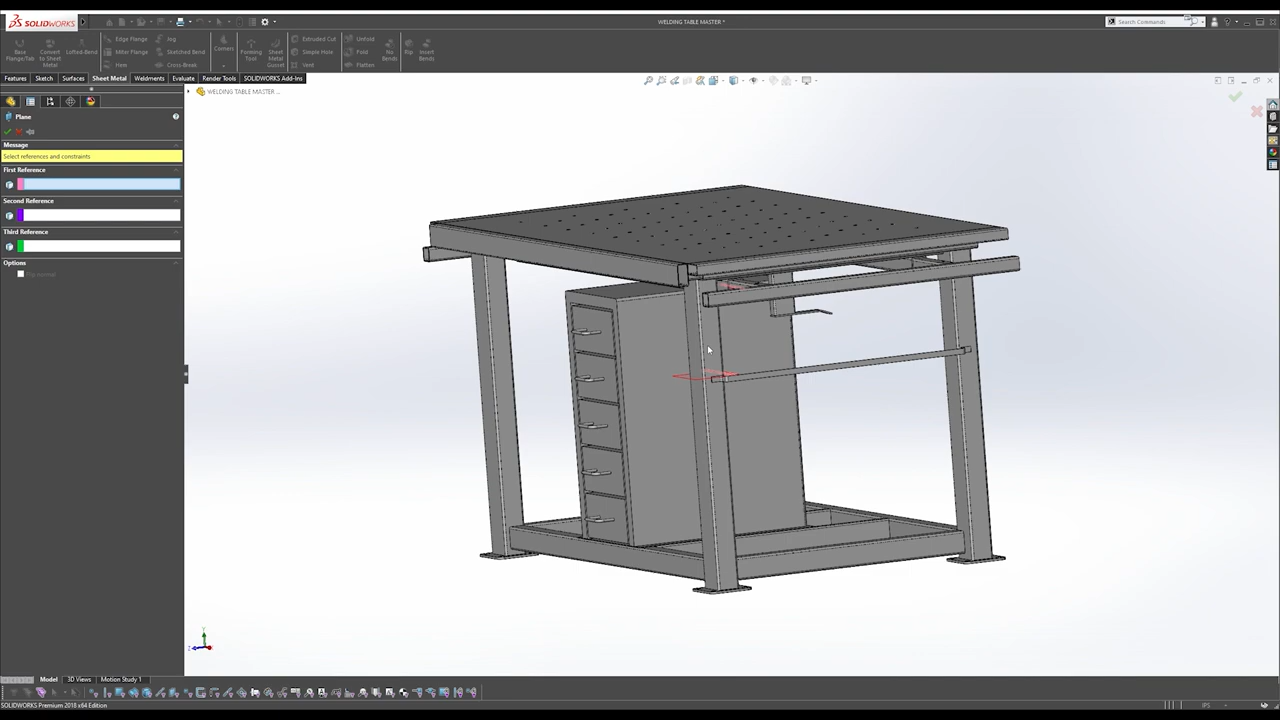 SOLIDWORKS
WELDING TABLE MASTER *
Search Commands
Base Flange/Tab
Convert to Sheet Metal
Lofted-Bend
Edge Flange
Miter Flange
Hem
Jog
Sketched Bend
Cross-Break
Corners
Forming Tool
Sheet Metal Gusset
Extruded Cut
Simple Hole
Vent
Unfold
Fold
Flatten
No Bends
Rip
Insert Bends
Features Sketch Surfaces Sheet Metal Weldments Evaluate Render Tools SOLIDWORKS Add-Ins
WELDING TABLE MASTER ...
Plane
Message
Select references and constraints
First Reference
Second Reference
Third Reference
Options
Flip normal
Y
Z
Model 3D Views Motion Study 1
SOLIDWORKS Premium 2018 x64 Edition
IPS